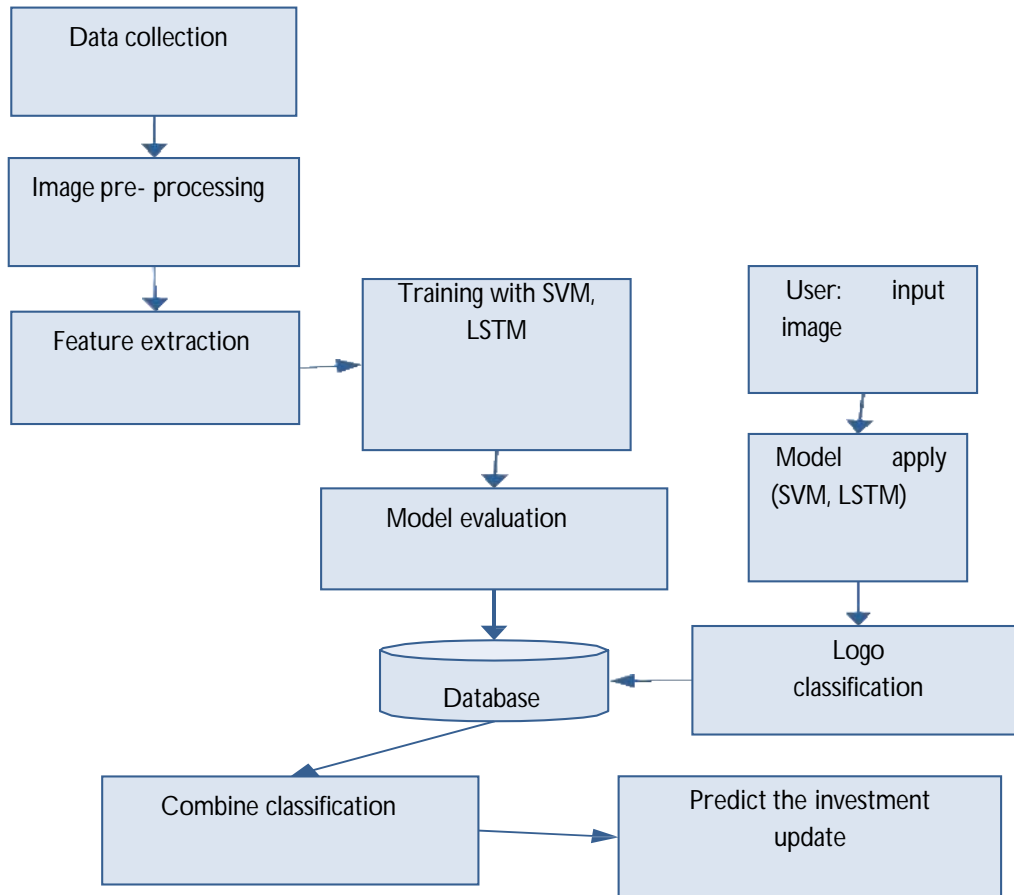 Data collection
Image pre- processing
Feature extraction
Training with SVM,
LSTM
Model evaluation
User: input
image
Model apply
(SVM, LSTM)
Logo
classification
Database
Combine classification
Predict the investment
update